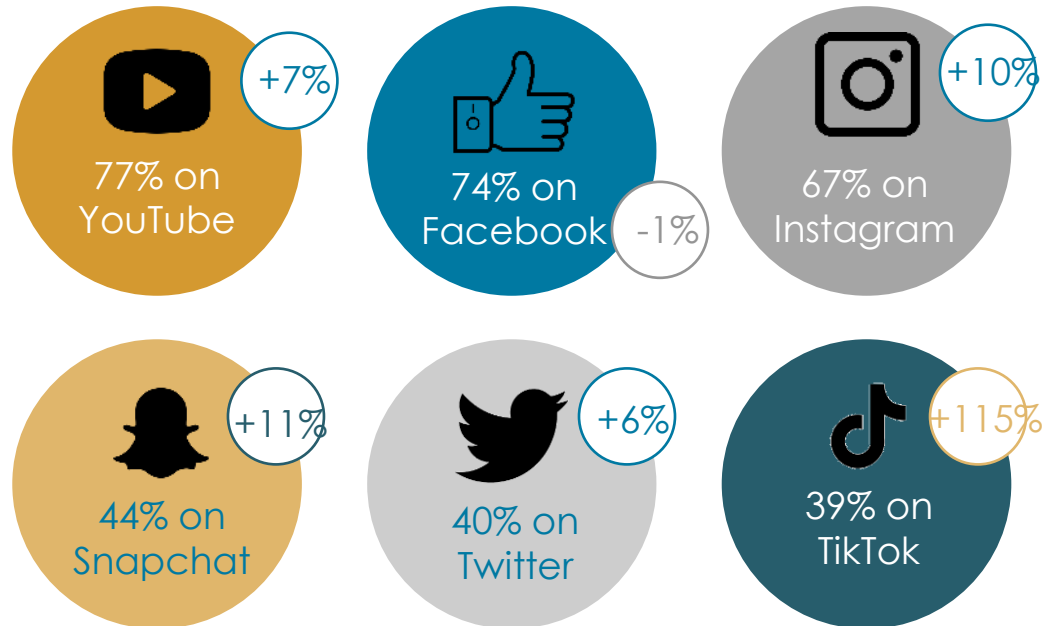 +7%
77% on
YouTube
74% on
Facebook
-1%
+10%
67% on
Instagram
+11%
44% on
Snapchat
+6%
40% on
Twitter
+115%
39% on
TikTok